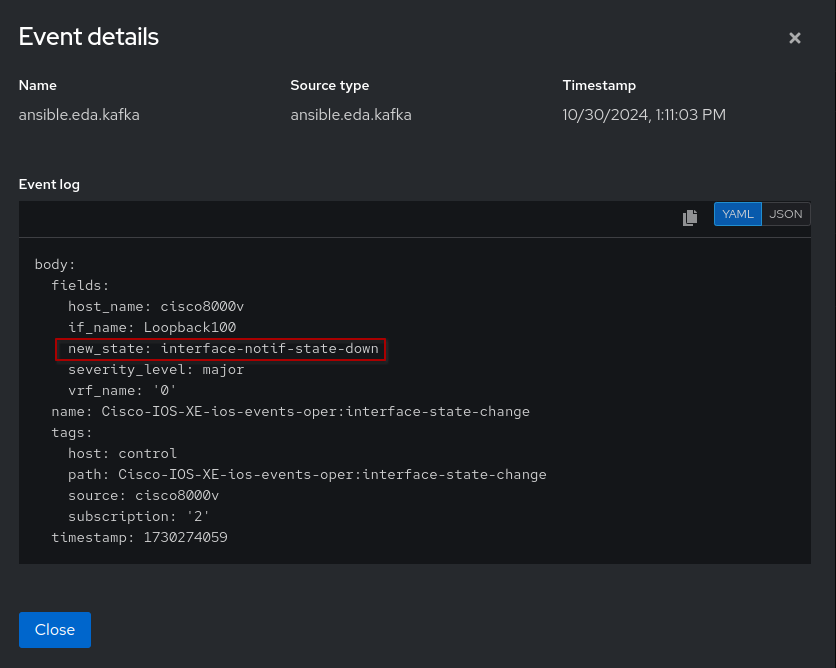 Event details
Name
Source type
Timestamp
ansible.eda.kafka
ansible.eda.kafka
10/30/2024, 1:11:03 PM
Event log
YAML
JSON
body:
  fields:
    host_name: cisco8000v
    if_name: Loopback100
    new_state: interface-notif-state-down
    severity_level: major
    vrf_name: '0'
  name: Cisco-IOS-XE-ios-events-oper:interface-state-change
  tags:
    host: control
    path: Cisco-IOS-XE-ios-events-oper:interface-state-change
    source: cisco8000v
    subscription: '2'
  timestamp: 1730274059
Close